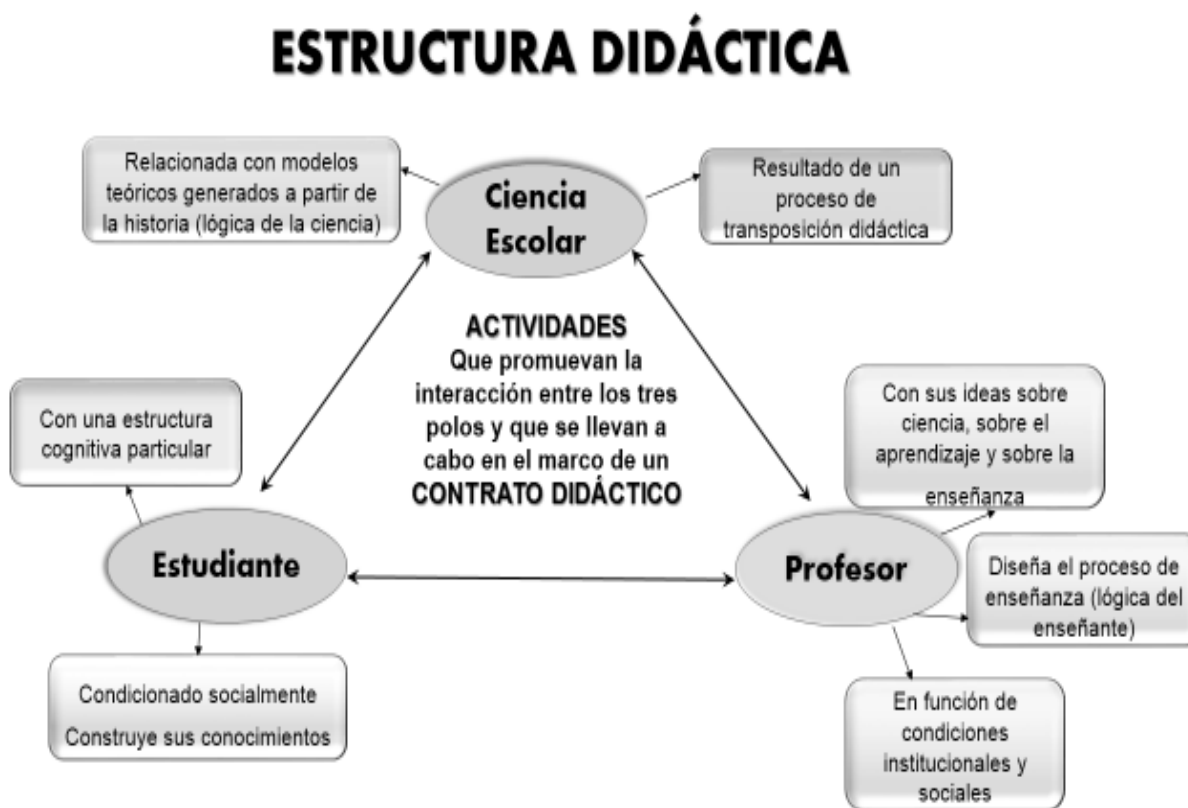 ESTRUCTURA DIDÁCTICA
Relacionada con modelos
teóricos generados a partir de
la historia (lógica de la ciencia)
Ciencia
Escolar
Resultado de un
proceso de
transposición didáctica
ACTIVIDADES
Que promuevan la
interacción entre los tres
polos y que se llevan a
cabo en el marco de un
CONTRATO DIDÁCTICO
Con una estructura
cognitiva particular
Con sus ideas sobre
ciencia, sobre el
aprendizaje y sobre la
enseñanza
Estudiante
Profesor
Diseña el proceso de
enseñanza (lógica del
enseñante)
Condicionado socialmente
Construye sus conocimientos
En función de
condiciones
institucionales y
sociales